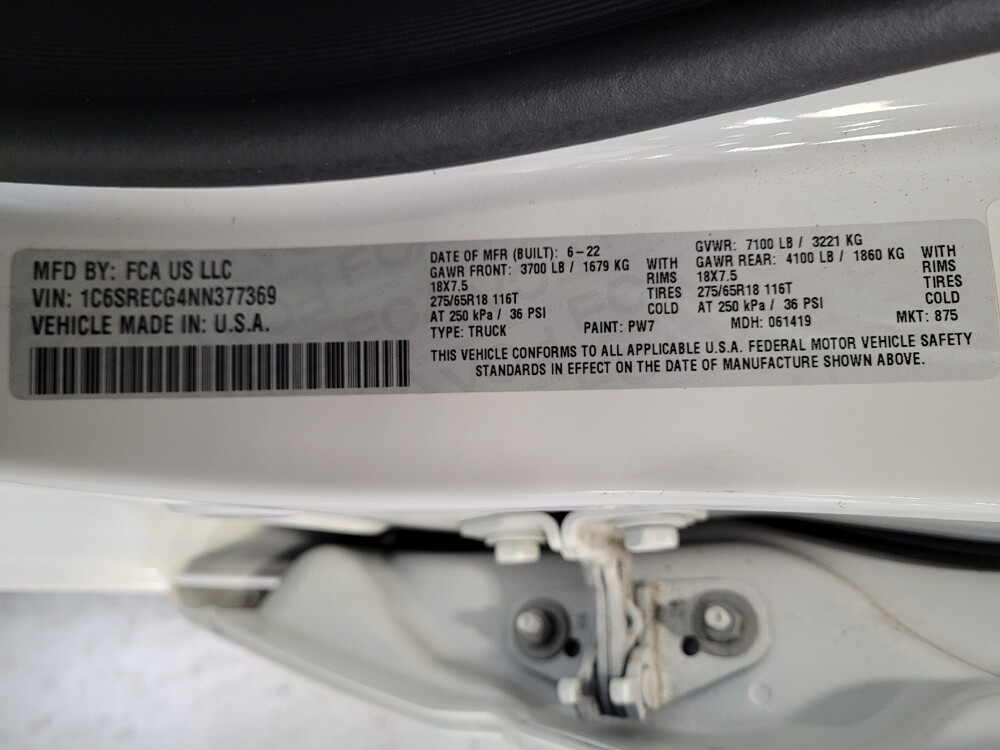 MFD BY: FCA US LLC
VIN: 1C6SRECG4NN377369
VEHICLE MADE IN: U.S.A.
DATE OF MFR (BUILT): 6-22
GAWR FRONT: 3700 LB / 1679 KG WITH
18X7.5 RIMS
275/65R18 116T TIRES
AT 250 kPa / 36 PSI COLD
GVWR: 7100 LB / 3221 KG
GAWR REAR: 4100 LB / 1860 KG WITH
18X7.5 RIMS
275/65R18 116T TIRES
AT 250 kPa / 36 PSI COLD
TYPE: TRUCK PAINT: PW7 MDH: 061419 MKT: 875
THIS VEHICLE CONFORMS TO ALL APPLICABLE U.S.A. FEDERAL MOTOR VEHICLE SAFETY
STANDARDS IN EFFECT ON THE DATE OF MANUFACTURE SHOWN ABOVE.